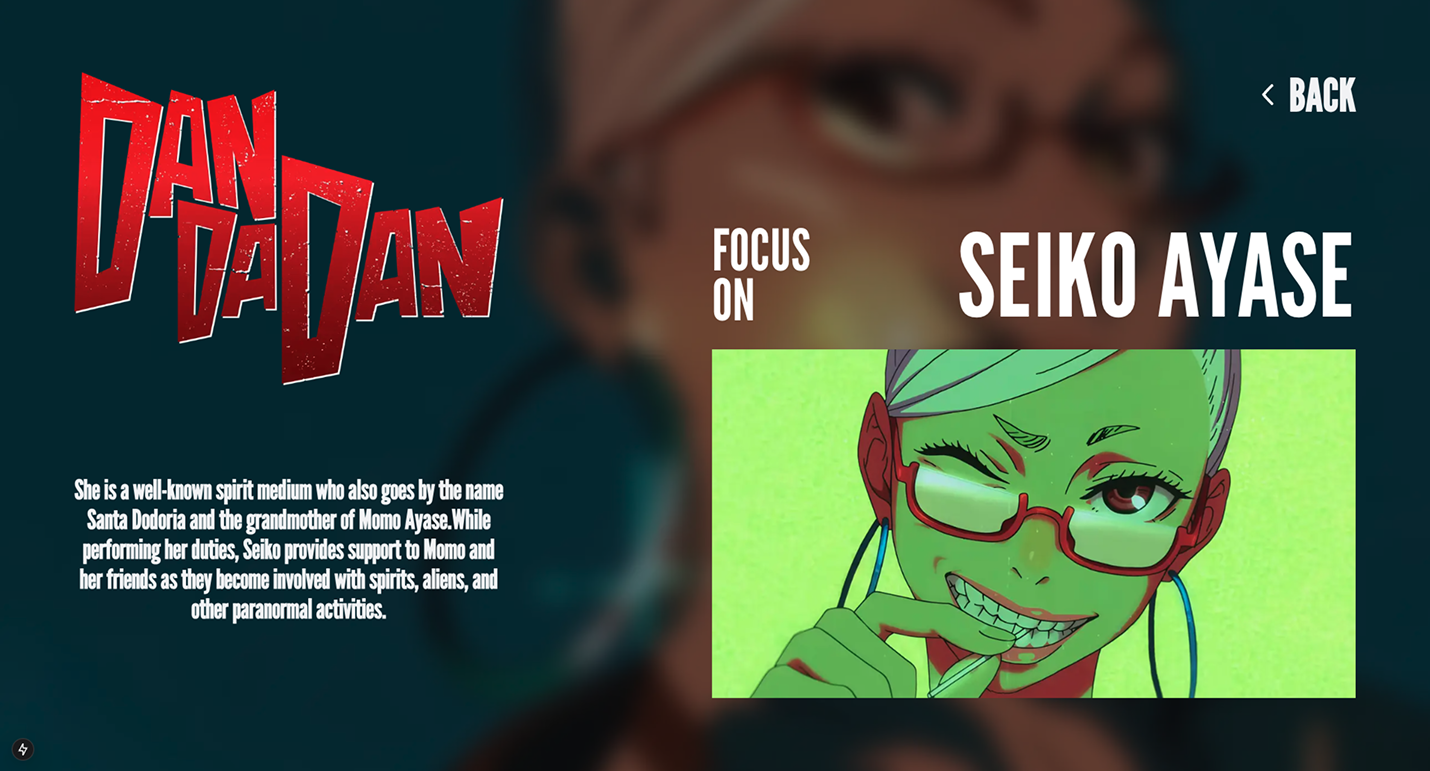 DAN
DA DAN
She is a well-known spirit medium who also goes by the name
Santa Dodoria and the grandmother of Momo Ayase.While
performing her duties, Seiko provides support to Momo and
her friends as they become involved with spirits, aliens, and
other paranormal activities.
BACK
FOCUS
ON
SEIKO AYASE